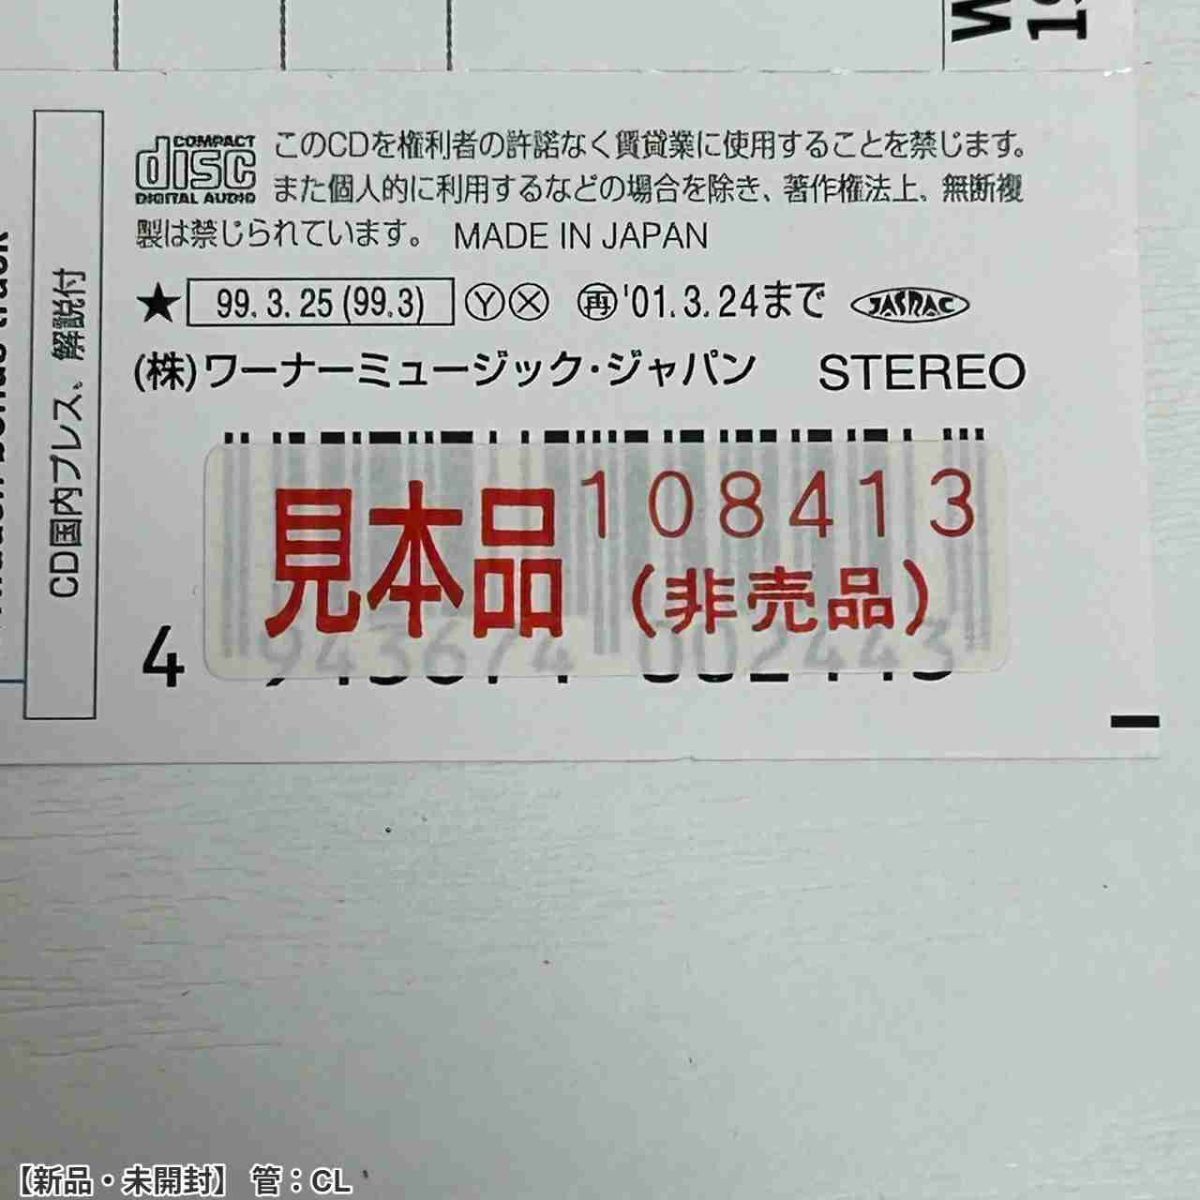 W
19
COMPACT
disc
DIGITAL AUDIO
このCDを権利者の許諾なく賃貸業に使用することを禁じます。
また個人的に利用するなどの場合を除き、著作権法上、無断複
製は禁じられています。 MADE IN JAPAN
★ 99.3.25(99.3) Ⓨ Ⓧ ㊢'01.3.24まで JASRAC
(株)ワーナーミュージック・ジャパン STEREO
見本品 108413
(非売品)
4 943674 002443
CD国内プレス、解説付
bonus track
【新品・未開封】 管:CL